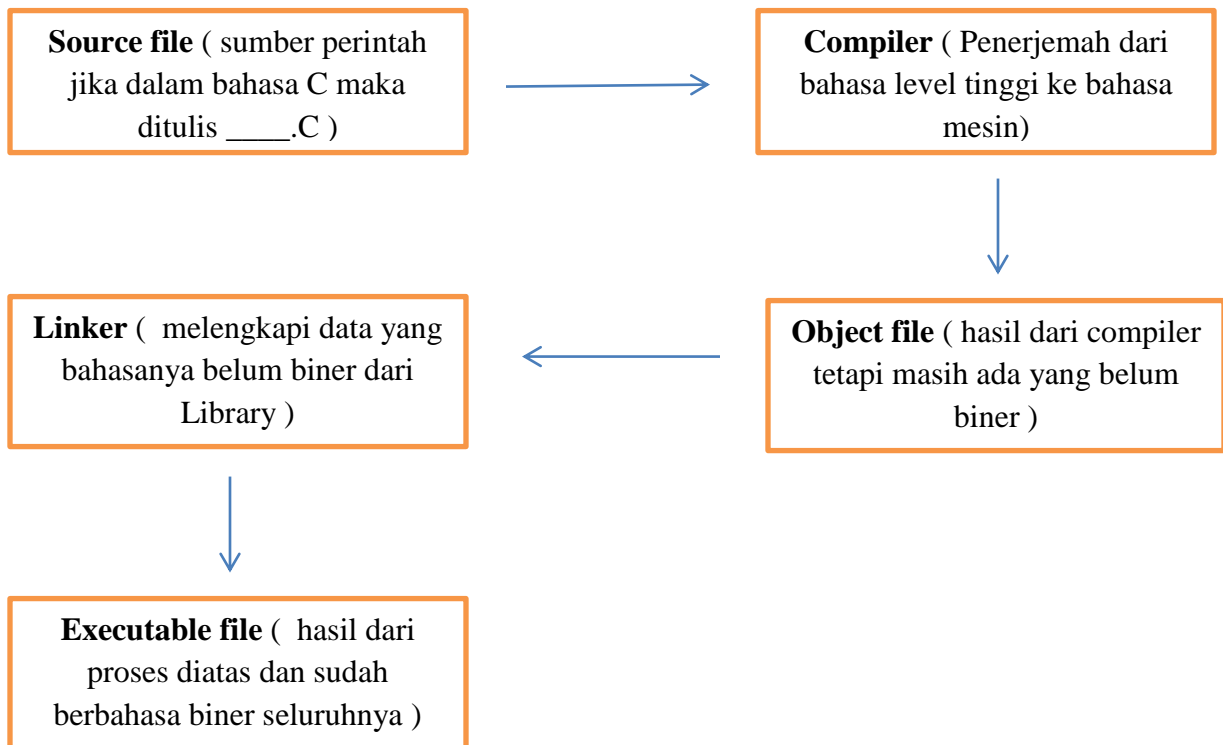 Source file ( sumber perintah
jika dalam bahasa C maka
ditulis ____.C )
Compiler ( Penerjemah dari
bahasa level tinggi ke bahasa
mesin)
Object file ( hasil dari compiler
tetapi masih ada yang belum
biner )
Linker ( melengkapi data yang
bahasanya belum biner dari
Library )
Executable file ( hasil dari
proses diatas dan sudah
berbahasa biner seluruhnya )